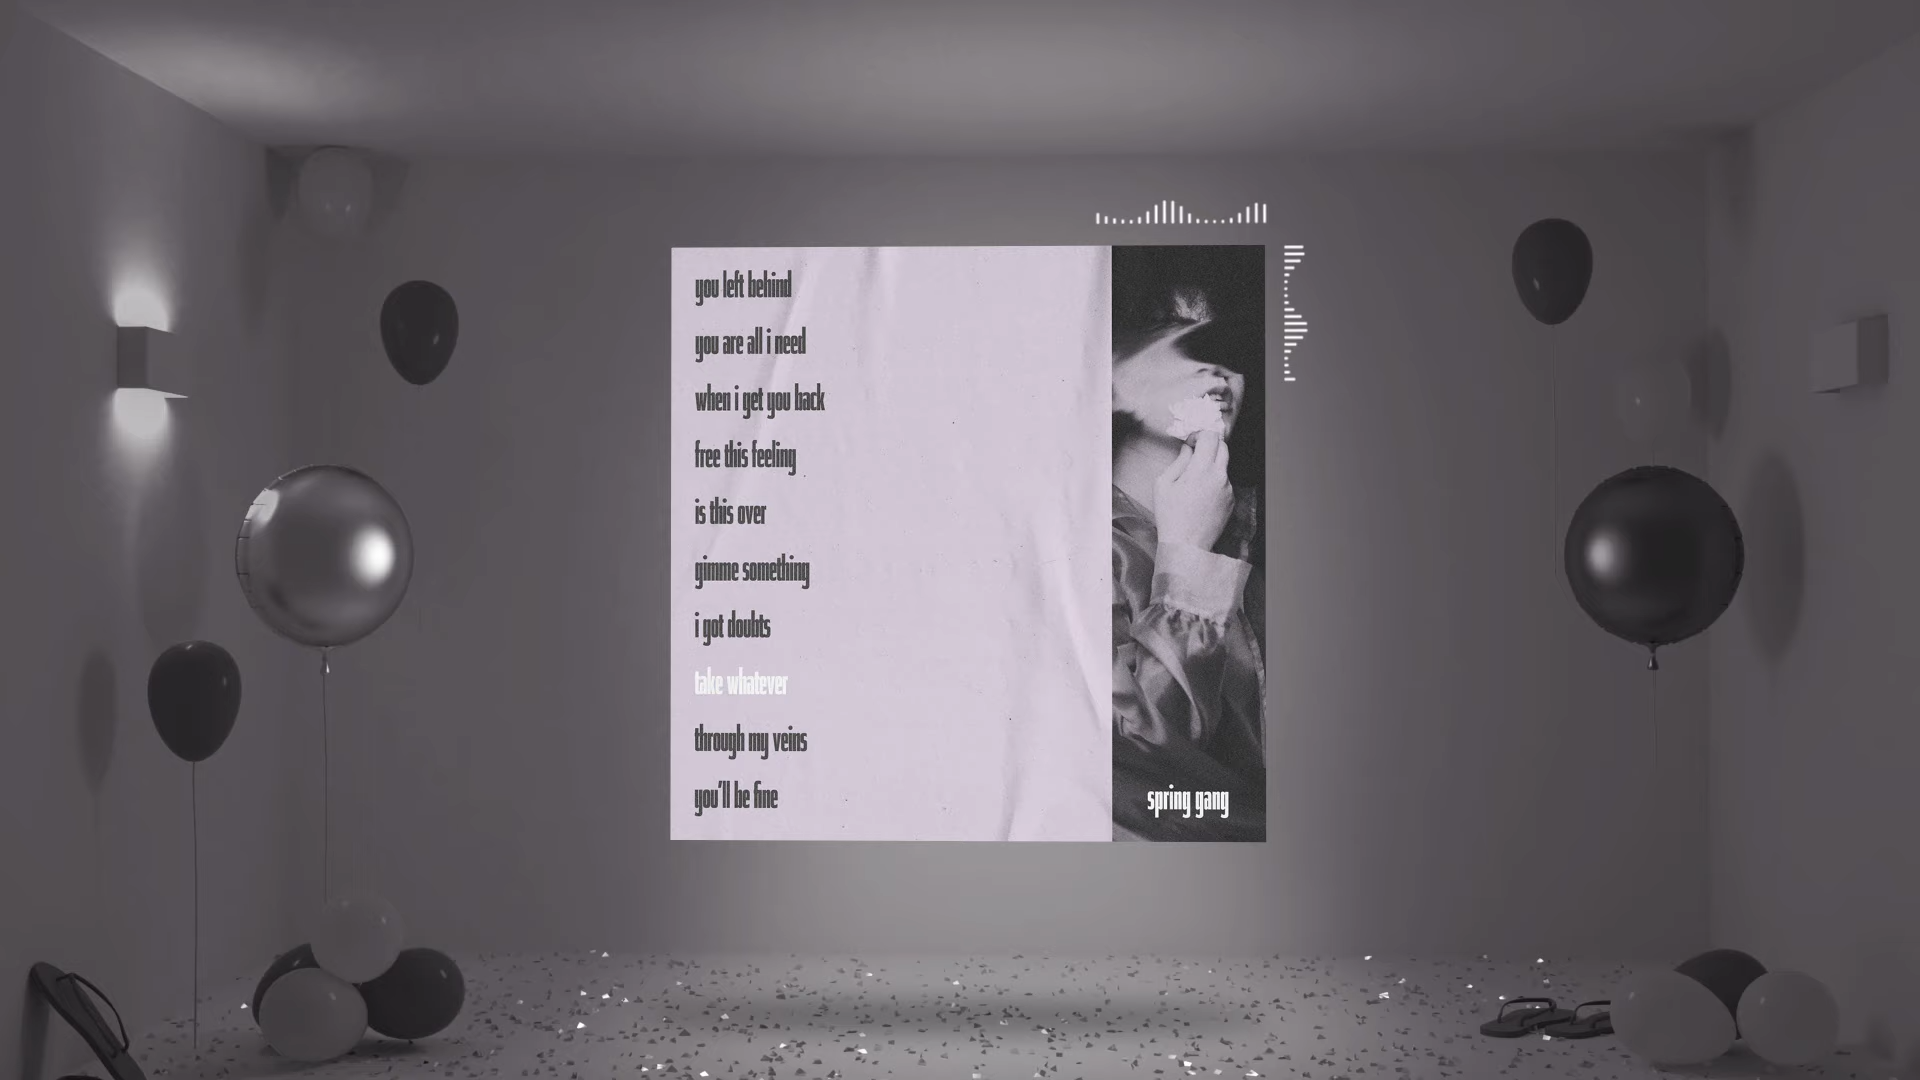 you left behind
you are all i need
when i get you back
free this feeling
is this over
gimme something
i got doubts
take whatever
through my veins
you'll be fine
spring gang